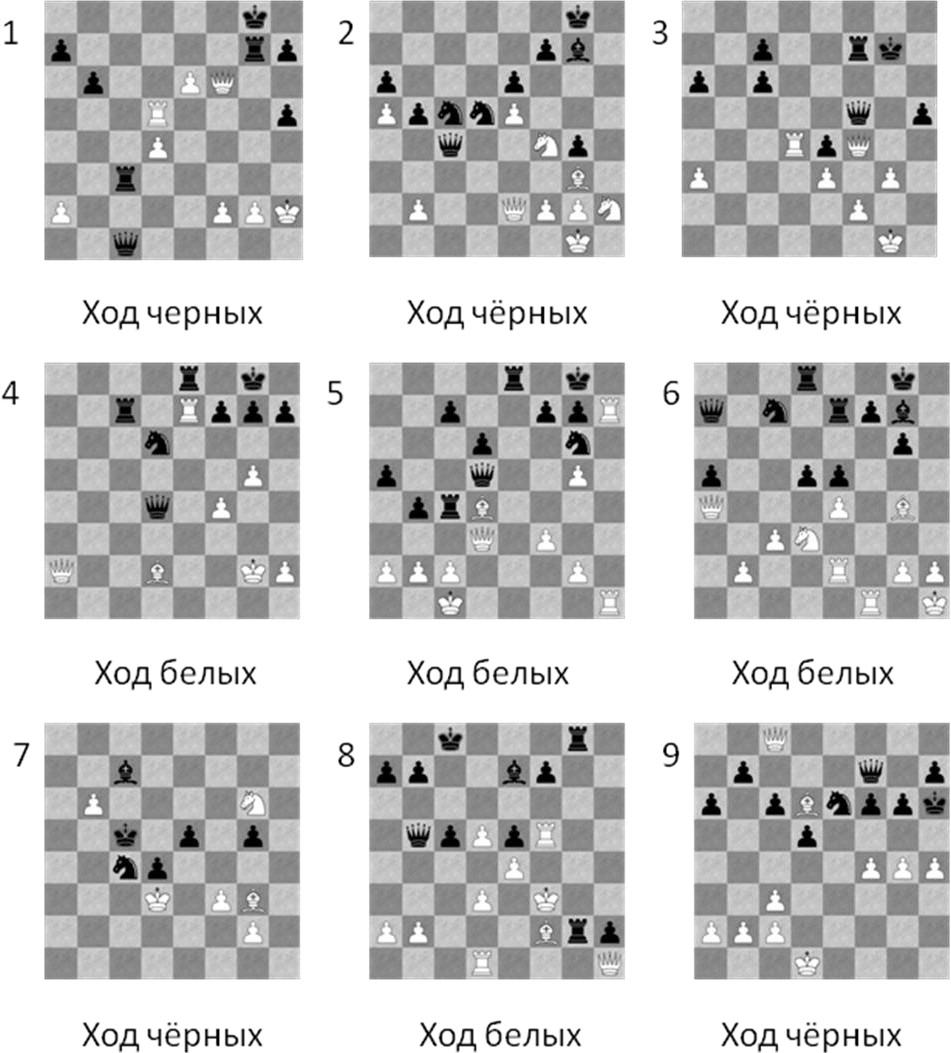 1 2 3
Ход черных Ход чёрных Ход чёрных
4 5 6
Ход белых Ход белых Ход белых
7 8 9
Ход чёрных Ход белых Ход чёрных